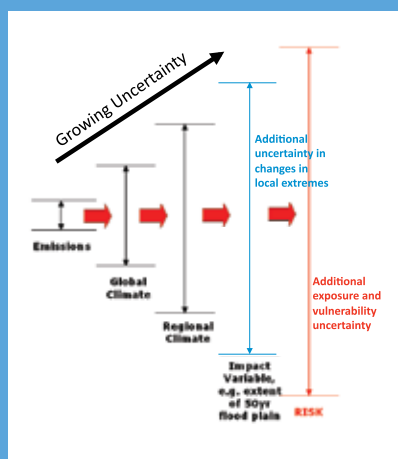 Growing Uncertainty
Emissions
Global
Climate
Regional
Climate
Additional
uncertainty in
changes in
local extremes
Impact
Variable,
e.g. extent
of 50yr
flood plain
Additional
exposure and
vulnerability
uncertainty
RISK